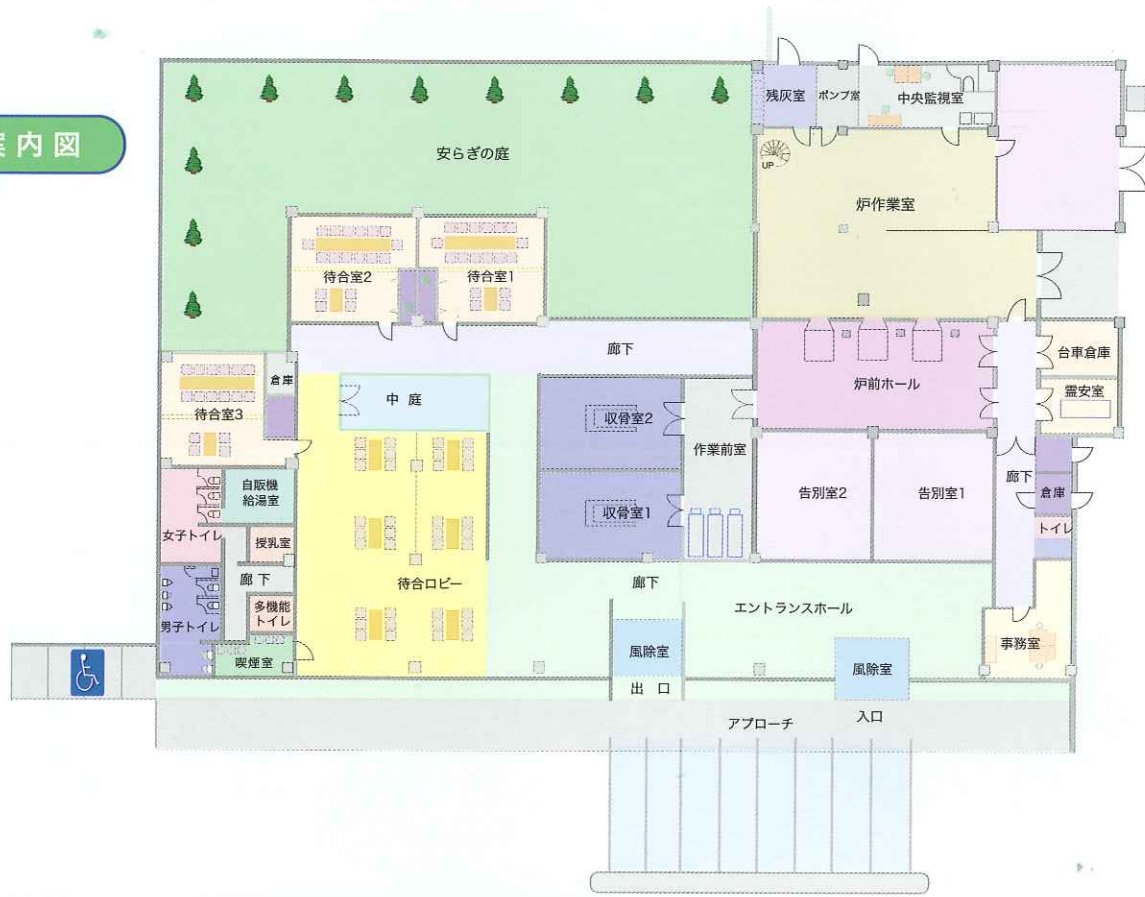 案内図
残灰室
ポンプ室
中央監視室
安らぎの庭
UP
炉作業室
待合室2
待合室1
廊下
台車倉庫
炉前ホール
霊安室
倉庫
中 庭
待合室3
収骨室2
作業前室
告別室2
告別室1
廊下
倉庫
自販機
給湯室
収骨室1
トイレ
女子トイレ
授乳室
廊 下
待合ロビー
廊下
エントランスホール
多機能
トイレ
男子トイレ
事務室
喫煙室
風除室
風除室
出 口
入口
アプローチ